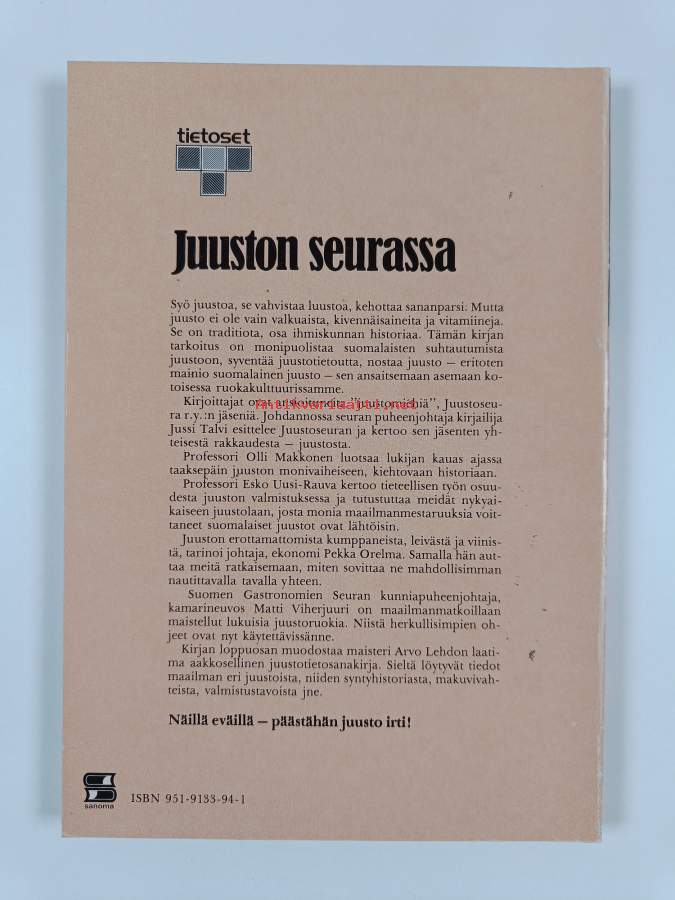 tietoset
Juuston seurassa
Syö juustoa, se vahvistaa luustoa, kehottaa sananparsi. Mutta
juusto ei ole vain valkuaista, kivennäisaineita ja vitamiineja.
Se on traditiota, osa ihmiskunnan historiaa. Tämän kirjan
tarkoitus on monipuolistaa suomalaisten suhtautumista
juustoon, syventää juustotietoutta, nostaa juusto — eritoten
mainio suomalainen juusto — sen ansaitsemaan asemaan ko-
toisessa ruokakulttuurissamme.
Kirjoittajat ovat "juustomiehiä", Juustoseu-
Antikvariaatti.net
ra r.y.:n jäseniä. Johdannossa seuran puheenjohtaja kirjailija
Jussi Talvi esittelee Juustoseuran ja kertoo sen jäsenten yh-
teisestä rakkaudesta — juustosta.
Professori Olli Makkonen luotsaa lukijan kauas ajassa
taaksepäin juuston monivaiheiseen, kiehtovaan historiaan.
Professori Esko Uusi-Rauva kertoo tieteellisen työn osuu-
desta juuston valmistuksessa ja tutustuttaa meidät nykyai-
kaiseen juustolaan, josta monia maailmanmestaruuksia voit-
taneet suomalaiset juustot ovat lähtöisin.
Juuston erottamattomista kumppaneista, leivästä ja viinis-
tä, tarinoi johtaja, ekonomi Pekka Orelma. Samalla hän aut-
taa meitä ratkaisemaan, miten sovittaa ne mahdollisimman
nautittavalla tavalla yhteen.
Suomen Gastronomien Seuran kunniapuheenjohtaja,
kamarineuvos Matti Viherjuuri on maailmanmatkoillaan
maistellut lukuisia juustoruokia. Niistä herkullisimpien oh-
jeet ovat nyt käytettävissänne.
Kirjan loppuosan muodostaa maisteri Arvo Lehdon laati-
ma aakkosellinen juustotietosanakirja. Sieltä löytyvät tiedot
maailman eri juustoista, niiden syntyhistoriasta, makuvivah-
teista, valmistustavoista jne.
Näillä eväillä — päästähän juusto irti!
sanoma
ISBN 951-9133-94-1